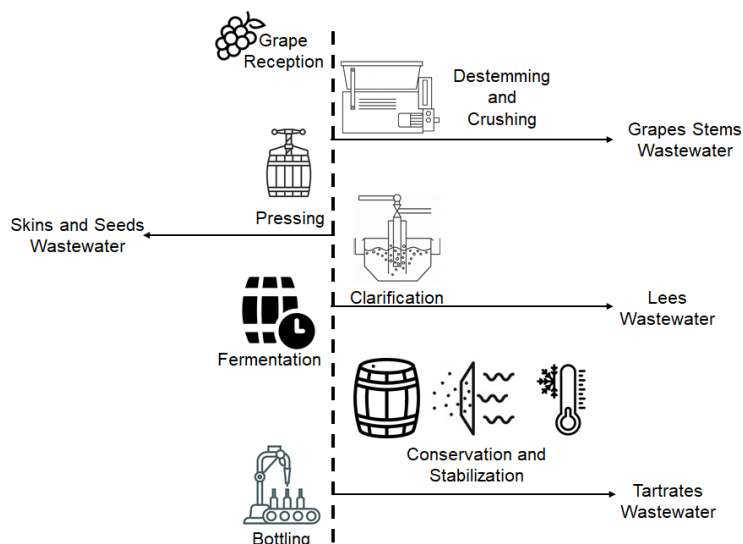 Grape
Reception
Destemming
and
Crushing
Grapes Stems
Wastewater
Pressing
Skins and Seeds
Wastewater
Clarification
Lees
Wastewater
Fermentation
Conservation and
Stabilization
Tartrates
Wastewater
Bottling